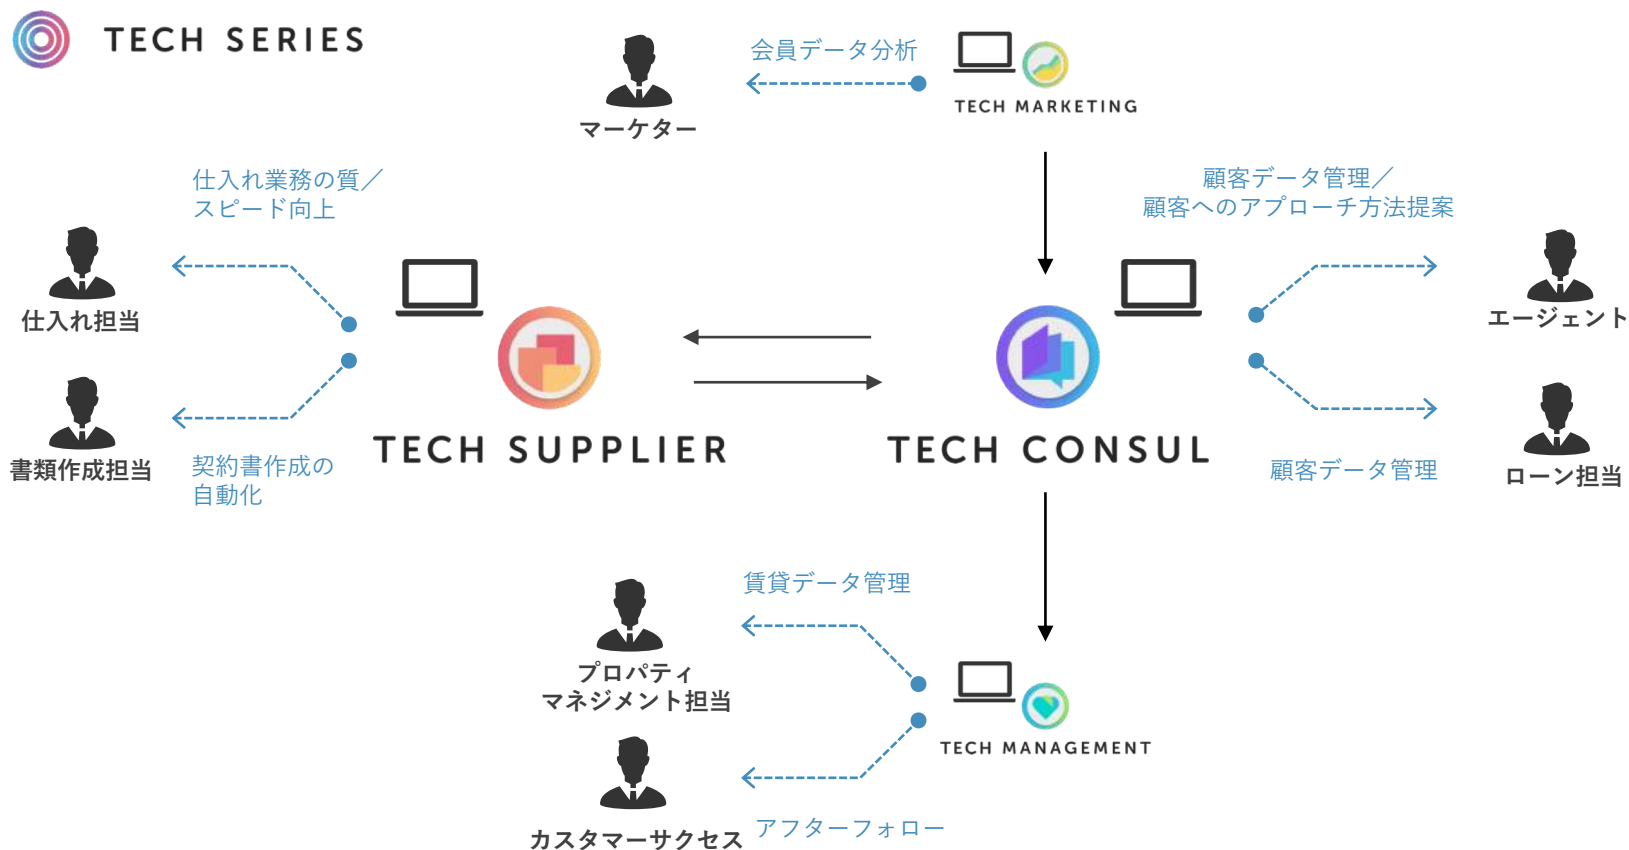 TECH SERIES
会員データ分析
マーケター
TECH MARKETING
仕入れ業務の質／
スピード向上
顧客データ管理／
顧客へのアプローチ方法提案
仕入れ担当
エージェント
TECH SUPPLIER
TECH CONSUL
書類作成担当
契約書作成の
自動化
顧客データ管理
ローン担当
賃貸データ管理
プロパティ
マネジメント担当
TECH MANAGEMENT
カスタマーサクセス
アフターフォロー